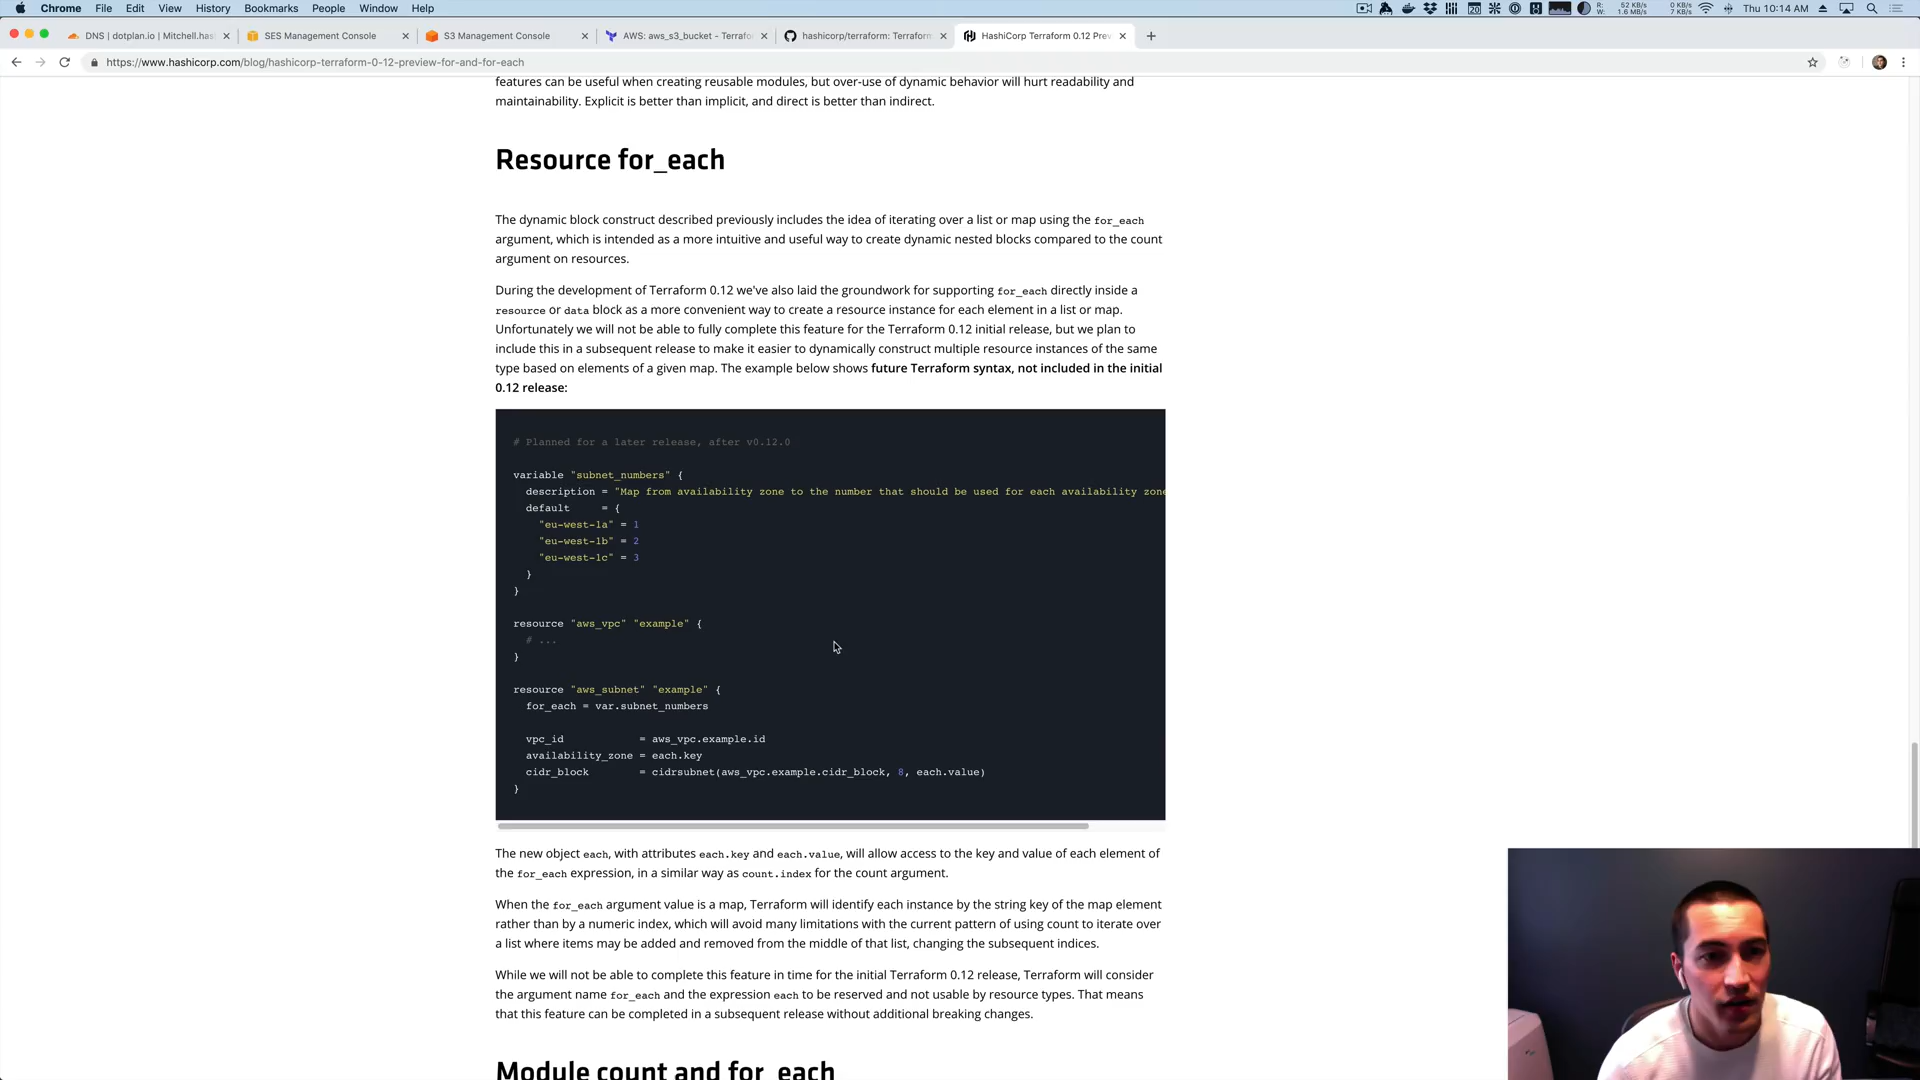 Chrome File Edit View History Bookmarks People Window Help
R: 52 KB/s 0 KB/s
W: 1.6 MB/s 7 KB/s
20
Thu 10:14 AM
DNS | dotplan.io | Mitchell.has
SES Management Console
S3 Management Console
AWS: aws_s3_bucket - Terrafo
hashicorp/terraform: Terraform
HashiCorp Terraform 0.12 Prev
https://www.hashicorp.com/blog/hashicorp-terraform-0-12-preview-for-and-for-each
features can be useful when creating reusable modules, but over-use of dynamic behavior will hurt readability and
maintainability. Explicit is better than implicit, and direct is better than indirect.
Resource for_each
The dynamic block construct described previously includes the idea of iterating over a list or map using the for_each
argument, which is intended as a more intuitive and useful way to create dynamic nested blocks compared to the count
argument on resources.
During the development of Terraform 0.12 we've also laid the groundwork for supporting for_each directly inside a
resource or data block as a more convenient way to create a resource instance for each element in a list or map.
Unfortunately we will not be able to fully complete this feature for the Terraform 0.12 initial release, but we plan to
include this in a subsequent release to make it easier to dynamically construct multiple resource instances of the same
type based on elements of a given map. The example below shows future Terraform syntax, not included in the initial
0.12 release:
# Planned for a later release, after v0.12.0
variable "subnet_numbers" {
description = "Map from availability zone to the number that should be used for each availability zone
default = {
"eu-west-1a" = 1
"eu-west-1b" = 2
"eu-west-1c" = 3
}
}
resource "aws_vpc" "example" {
# ...
}
resource "aws_subnet" "example" {
for_each = var.subnet_numbers
vpc_id = aws_vpc.example.id
availability_zone = each.key
cidr_block = cidrsubnet(aws_vpc.example.cidr_block, 8, each.value)
}
The new object each, with attributes each.key and each.value, will allow access to the key and value of each element of
the for_each expression, in a similar way as count.index for the count argument.
When the for_each argument value is a map, Terraform will identify each instance by the string key of the map element
rather than by a numeric index, which will avoid many limitations with the current pattern of using count to iterate over
a list where items may be added and removed from the middle of that list, changing the subsequent indices.
While we will not be able to complete this feature in time for the initial Terraform 0.12 release, Terraform will consider
the argument name for_each and the expression each to be reserved and not usable by resource types. That means
that this feature can be completed in a subsequent release without additional breaking changes.
Module count and for_each